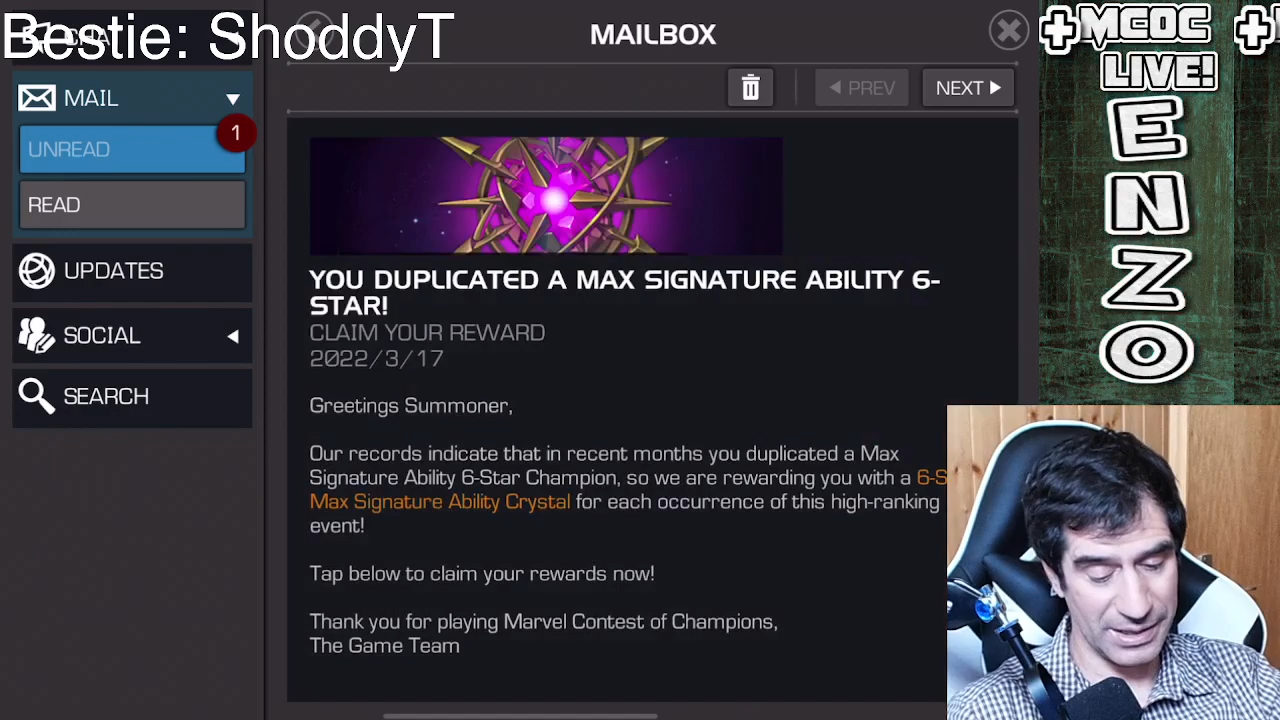 Bestie: ShoddyT
MAILBOX
MAIL
1
UNREAD
READ
UPDATES
SOCIAL
SEARCH
PREV
NEXT
YOU DUPLICATED A MAX SIGNATURE ABILITY 6-
STAR!
CLAIM YOUR REWARD
2022/3/17
Greetings Summoner,
Our records indicate that in recent months you duplicated a Max
Signature Ability 6-Star Champion, so we are rewarding you with a 6-S
Max Signature Ability Crystal for each occurrence of this high-ranking
event!
Tap below to claim your rewards now!
Thank you for playing Marvel Contest of Champions,
The Game Team
MCOC
LIVE!
ENZO